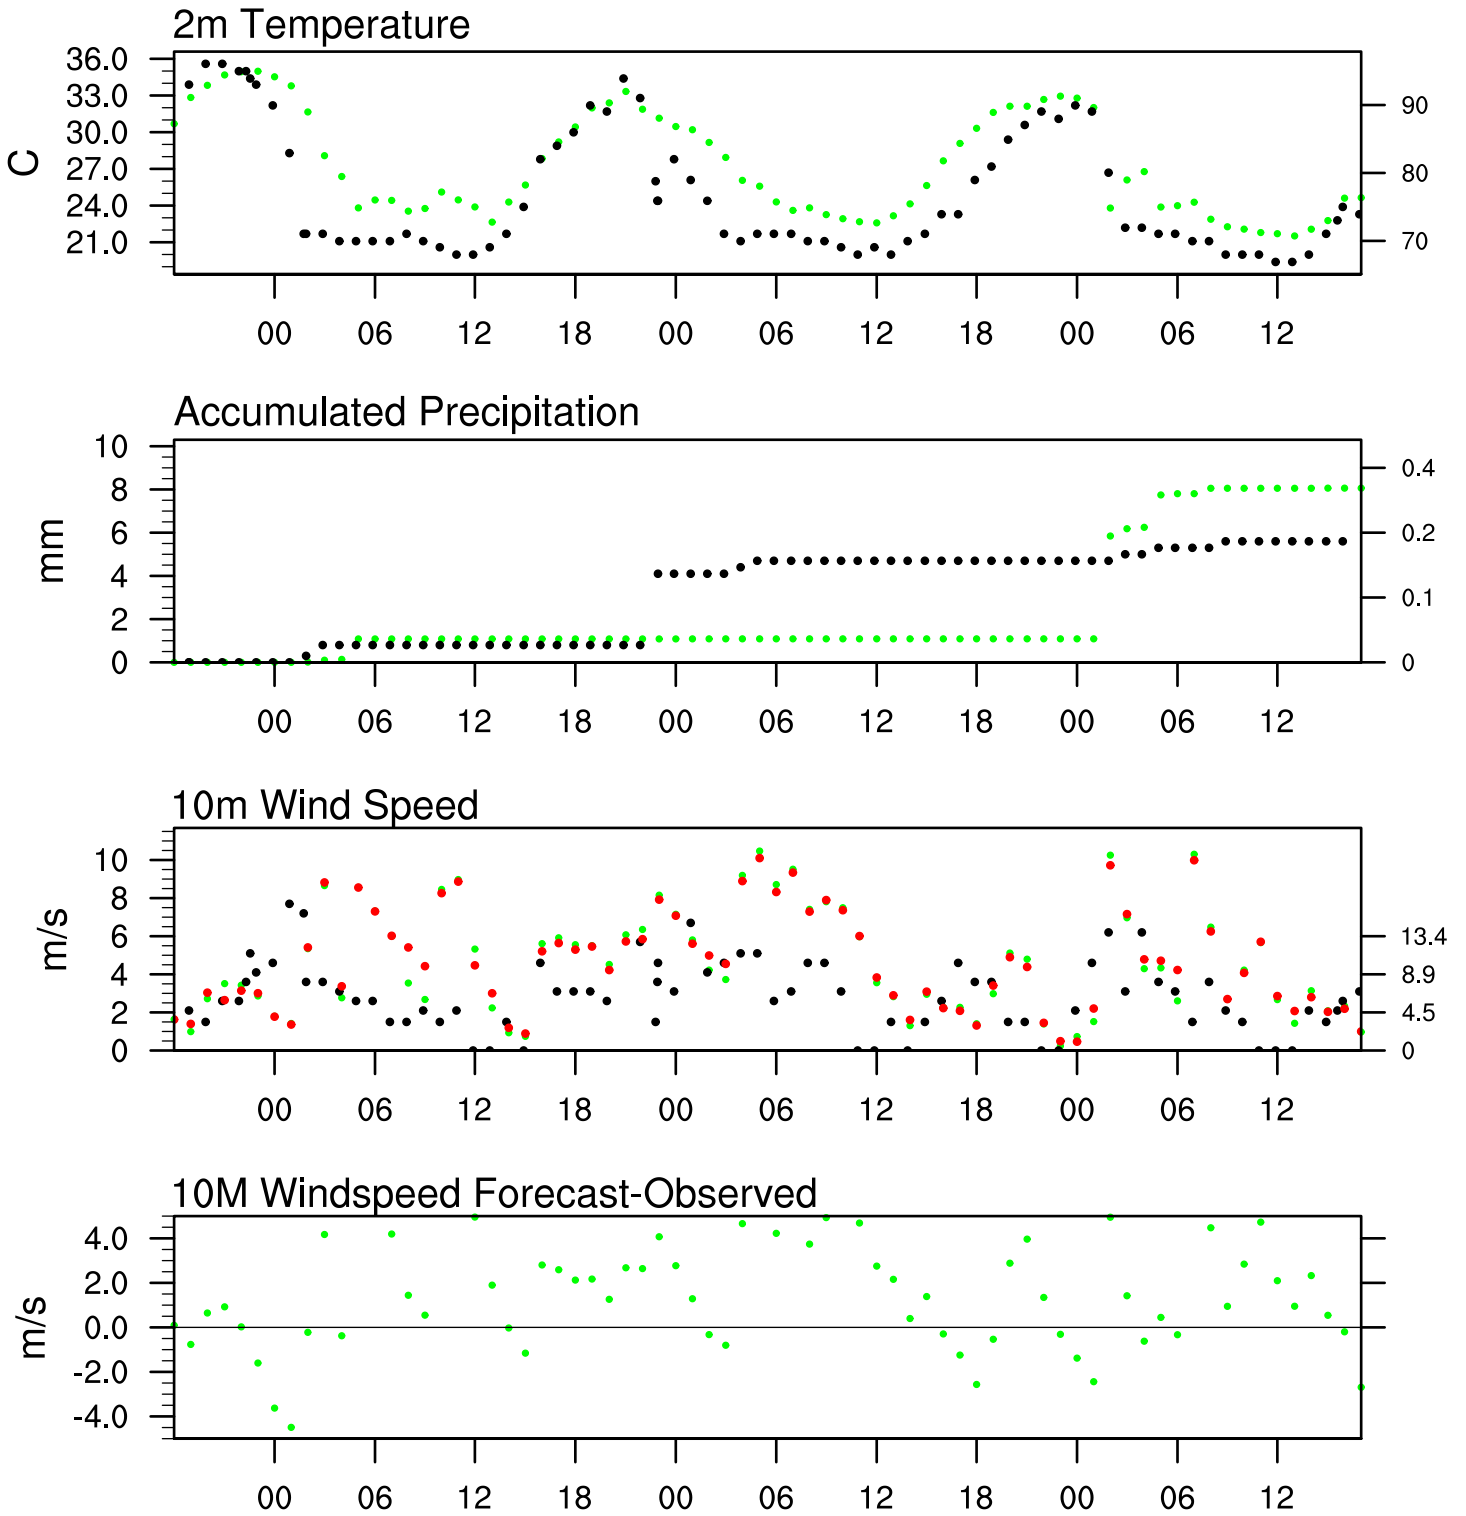 2m Temperature
C
36.0
33.0
30.0
27.0
24.0
21.0
90
80
70
00 06 12 18 00 06 12 18 00 06 12
Accumulated Precipitation
mm
10
8
6
4
2
0
0.4
0.2
0.1
0
00 06 12 18 00 06 12 18 00 06 12
10m Wind Speed
m/s
10
8
6
4
2
0
13.4
8.9
4.5
0
00 06 12 18 00 06 12 18 00 06 12
10M Windspeed Forecast-Observed
m/s
4.0
2.0
0.0
-2.0
-4.0
00 06 12 18 00 06 12 18 00 06 12